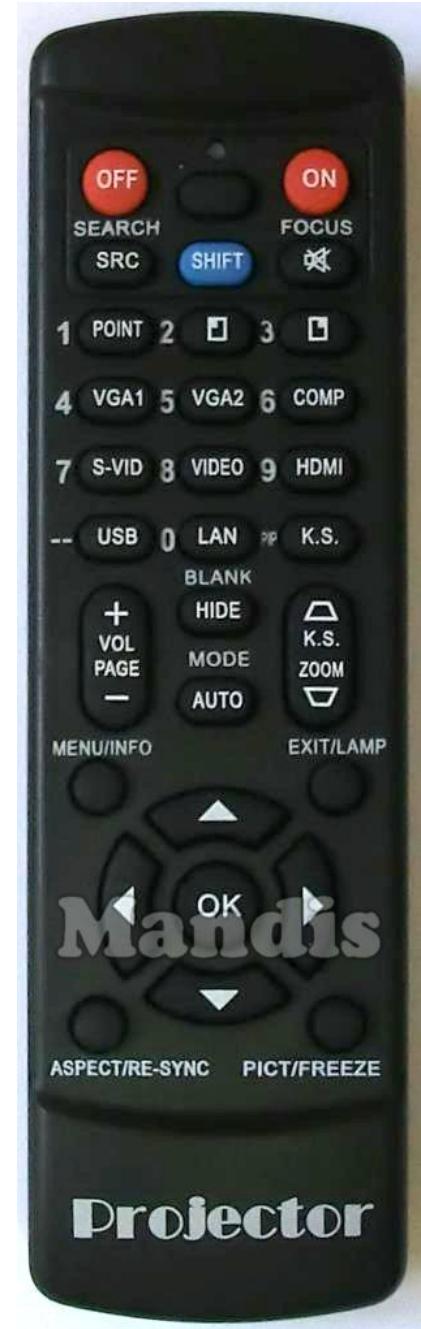 OFF ON
SEARCH FOCUS
SRC SHIFT
1 POINT 2 3
4 VGA1 5 VGA2 6 COMP
7 S-VID 8 VIDEO 9 HDMI
-- USB 0 LAN PIP K.S.
BLANK
+ HIDE
VOL K.S.
PAGE MODE ZOOM
− AUTO
MENU/INFO EXIT/LAMP
OK
Mandis
ASPECT/RE-SYNC PICT/FREEZE
Projector